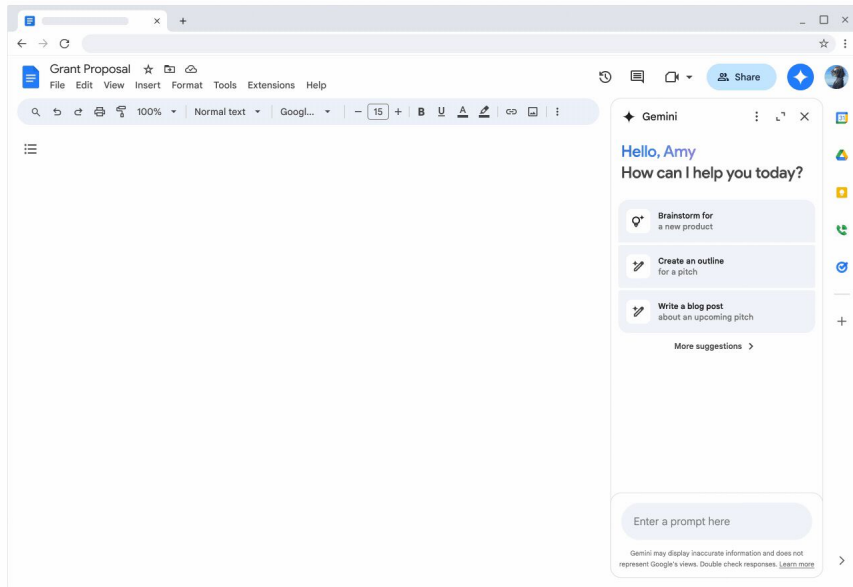 Grant Proposal
File Edit View Insert Format Tools Extensions Help
Share
100% Normal text Googl... 15 B U A
Gemini
Hello, Amy
How can I help you today?
Brainstorm for
a new product
Create an outline
for a pitch
Write a blog post
about an upcoming pitch
More suggestions
Enter a prompt here
Gemini may display inaccurate information and does not
represent Google's views. Double check responses. Learn more